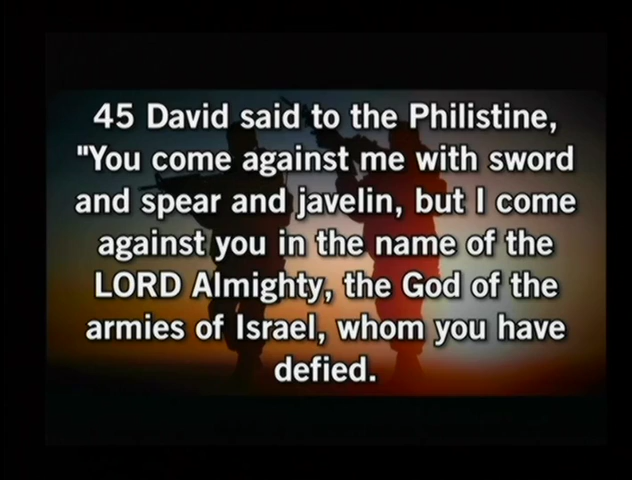 45 David said to the Philistine,
"You come against me with sword
and spear and javelin, but I come
against you in the name of the
LORD Almighty, the God of the
armies of Israel, whom you have
defied.